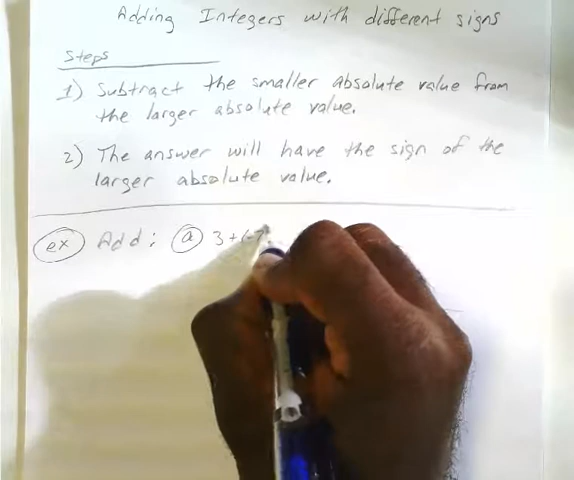 Adding Integers with different signs
Steps
1) Subtract the smaller absolute value from
the larger absolute value.
2) The answer will have the sign of the
larger absolute value.
ex Add: a 3+(-7